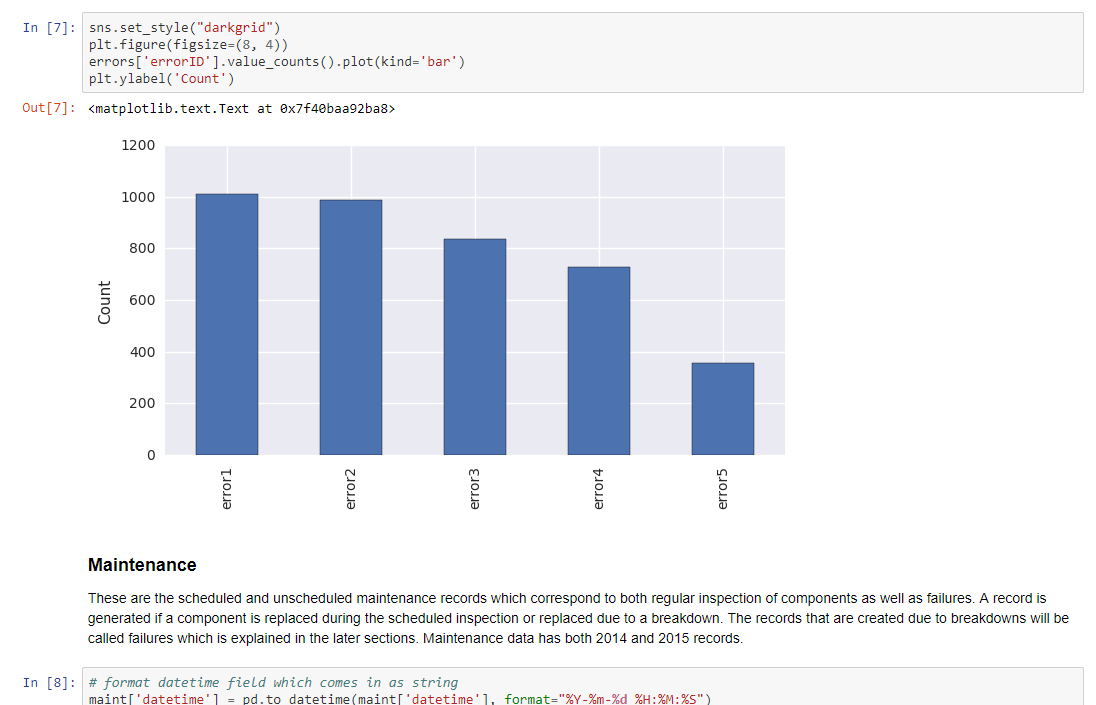 In [7]: sns.set_style("darkgrid")
plt.figure(figsize=(8, 4))
errors['errorID'].value_counts().plot(kind='bar')
plt.ylabel('Count')
Out[7]: <matplotlib.text.Text at 0x7f40baa92ba8>
1200
1000
800
600
400
200
0
Count
error1 error2 error3 error4 error5
Maintenance
These are the scheduled and unscheduled maintenance records which correspond to both regular inspection of components as well as failures. A record is
generated if a component is replaced during the scheduled inspection or replaced due to a breakdown. The records that are created due to breakdowns will be
called failures which is explained in the later sections. Maintenance data has both 2014 and 2015 records.
In [8]: # format datetime field which comes in as string
maint['datetime'] = pd.to_datetime(maint['datetime'], format="%Y-%m-%d %H:%M:%S")